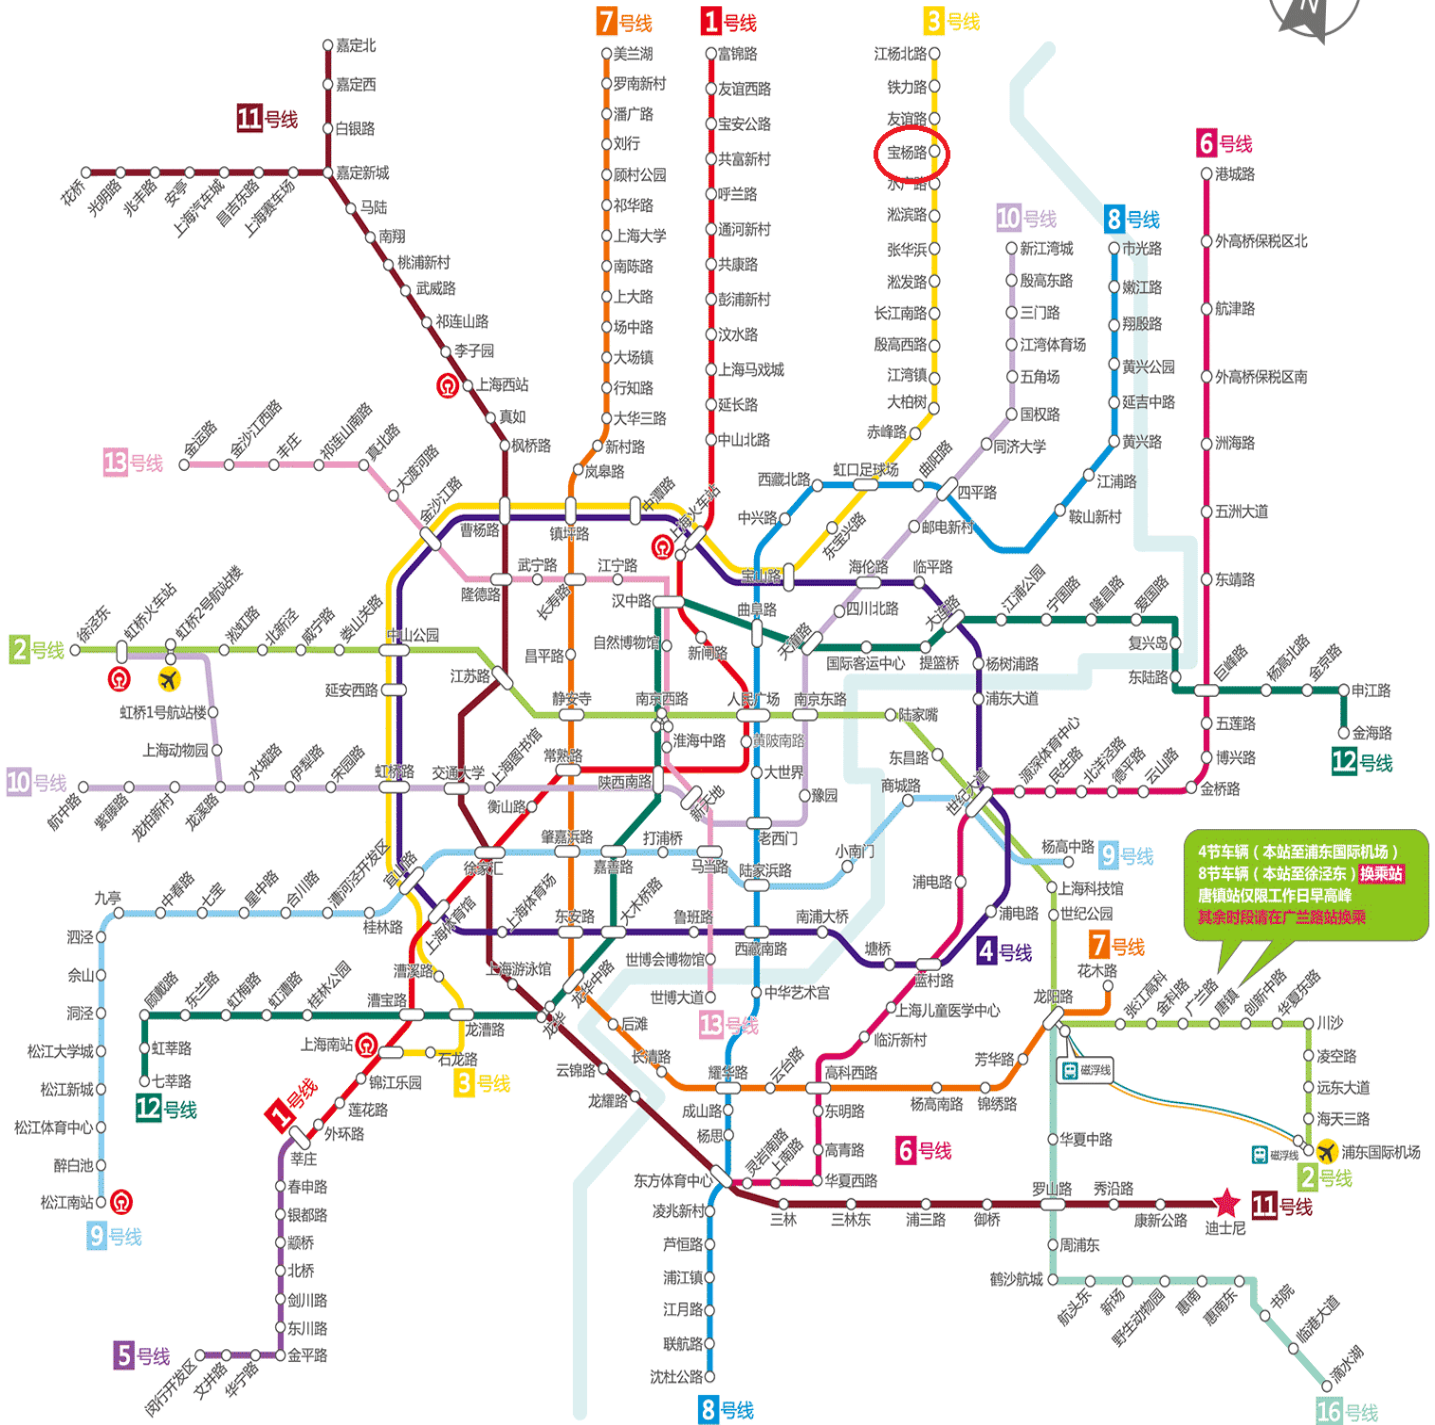 N
7号线
1号线
3号线
嘉定北
嘉定西
白银路
11号线
花桥
光明路
兆丰路
安亭
上海汽车城
昌吉东路
上海赛车场
嘉定新城
马陆
南翔
桃浦新村
武威路
祁连山路
李子园
上海西站
真如
枫桥路
美兰湖
罗南新村
潘广路
刘行
顾村公园
祁华路
上海大学
南陈路
上大路
场中路
大场镇
行知路
大华三路
新村路
岚皋路
富锦路
友谊西路
宝安公路
共富新村
呼兰路
通河新村
共康路
彭浦新村
汶水路
上海马戏城
延长路
中山北路
上海火车站
江杨北路
铁力路
友谊路
宝杨路
水产路
淞滨路
张华浜
淞发路
长江南路
殷高西路
江湾镇
大柏树
赤峰路
虹口足球场
东宝兴路
宝山路
10号线
新江湾城
殷高东路
三门路
江湾体育场
五角场
国权路
同济大学
四平路
邮电新村
海伦路
四川北路
天潼路
8号线
市光路
嫩江路
翔殷路
黄兴公园
延吉中路
黄兴路
江浦路
鞍山新村
曲阳路
西藏北路
中兴路
曲阜路
6号线
港城路
外高桥保税区北
航津路
外高桥保税区南
洲海路
五洲大道
东靖路
巨峰路
五莲路
博兴路
金桥路
13号线
金运路
金沙江西路
丰庄
祁连山南路
真北路
大渡河路
金沙江路
曹杨路
镇坪路
中潭路
隆德路
武宁路
长寿路
江宁路
汉中路
自然博物馆
新闸路
临平路
大连路
江浦公园
宁国路
隆昌路
爱国路
复兴岛
东陆路
杨高北路
金京路
申江路
金海路
12号线
国际客运中心
提篮桥
杨树浦路
浦东大道
2号线
徐泾东
虹桥火车站
虹桥2号航站楼
淞虹路
北新泾
威宁路
娄山关路
中山公园
江苏路
昌平路
静安寺
南京西路
人民广场
南京东路
陆家嘴
东昌路
商城路
世纪大道
虹桥1号航站楼
上海动物园
延安西路
10号线
航中路
紫藤路
龙柏新村
龙溪路
水城路
伊犁路
宋园路
虹桥路
交通大学
上海图书馆
常熟路
衡山路
陕西南路
淮海中路
黄陂南路
大世界
新天地
豫园
老西门
源深体育中心
民生路
北洋泾路
德平路
云山路
杨高中路
9号线
4节车辆（本站至浦东国际机场）
8节车辆（本站至徐泾东）换乘站
唐镇站仅限工作日早高峰
其余时段请在广兰路站换乘
徐家汇
肇嘉浜路
嘉善路
打浦桥
马当路
陆家浜路
小南门
九亭
中春路
七宝
星中路
合川路
漕河泾开发区
桂林路
宜山路
泗泾
佘山
洞泾
松江大学城
松江新城
松江体育中心
醉白池
松江南站
9号线
上海体育馆
上海体育场
东安路
大木桥路
鲁班路
西藏南路
南浦大桥
塘桥
蓝村路
浦电路
浦电路
4号线
上海科技馆
世纪公园
7号线
花木路
龙阳路
张江高科
金科路
广兰路
唐镇
创新中路
华夏东路
川沙
凌空路
远东大道
海天三路
浦东国际机场
2号线
磁浮线
磁浮线
顾戴路
东兰路
虹梅路
虹漕路
桂林公园
虹莘路
七莘路
12号线
漕溪路
漕宝路
上海南站
石龙路
龙漕路
3号线
锦江乐园
莲花路
外环路
莘庄
1号线
春申路
银都路
颛桥
北桥
剑川路
东川路
金平路
5号线
闵行开发区
文井路
华宁路
上海游泳馆
龙华
龙华中路
云锦路
龙耀路
后滩
长清路
世博会博物馆
世博大道
13号线
中华艺术宫
上海儿童医学中心
临沂新村
耀华路
云台路
高科西路
杨高南路
锦绣路
芳华路
成山路
杨思
东方体育中心
灵岩南路
上南路
东明路
高青路
华夏西路
6号线
三林
三林东
浦三路
御桥
罗山路
秀沿路
康新公路
迪士尼
11号线
华夏中路
周浦东
鹤沙航城
航头东
新场
野生动物园
惠南
惠南东
书院
临港大道
滴水湖
16号线
凌兆新村
芦恒路
浦江镇
江月路
联航路
沈杜公路
8号线